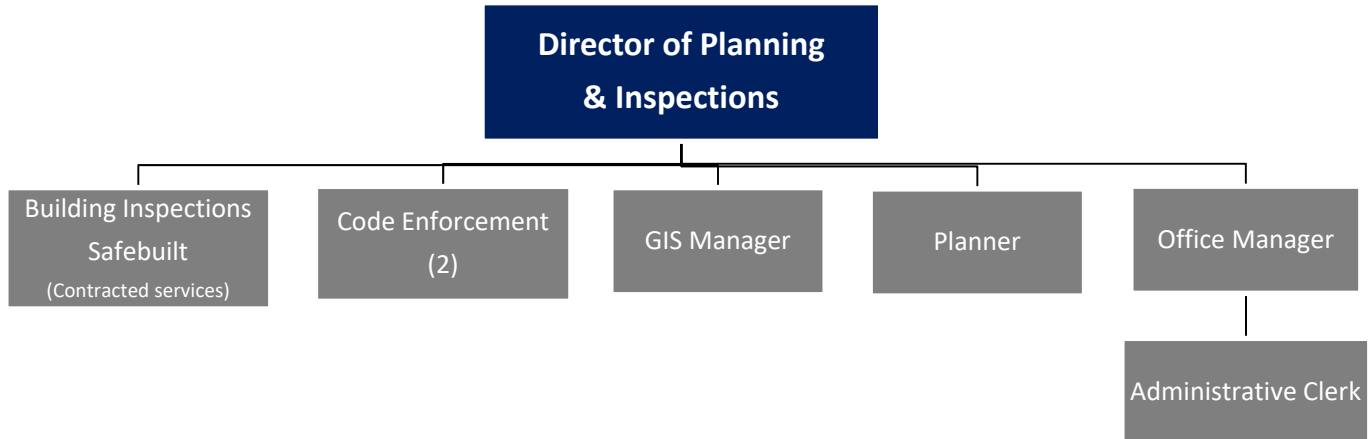 Director of Planning
& Inspections
Building Inspections
Safebuilt
(Contracted services)
Code Enforcement
(2)
GIS Manager
Planner
Office Manager
Administrative Clerk